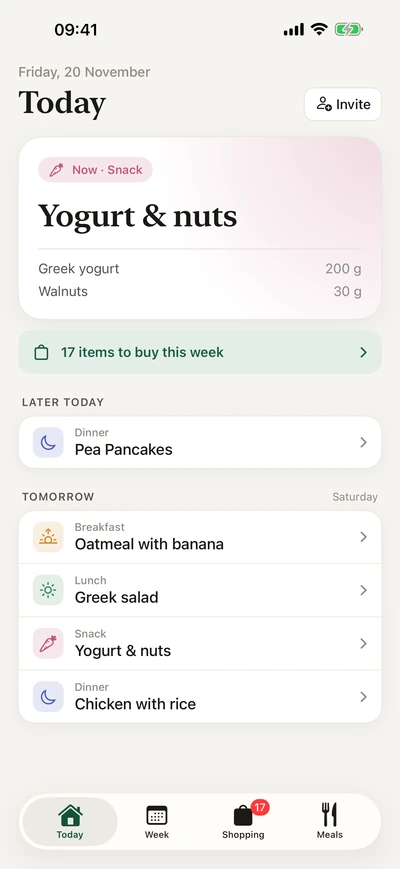 09:41
Friday, 20 November
Today
Invite
Now · Snack
Yogurt & nuts
Greek yogurt 200 g
Walnuts 30 g
17 items to buy this week
LATER TODAY
Dinner
Pea Pancakes
TOMORROW Saturday
Breakfast
Oatmeal with banana
Lunch
Greek salad
Snack
Yogurt & nuts
Dinner
Chicken with rice
17
Today Week Shopping Meals